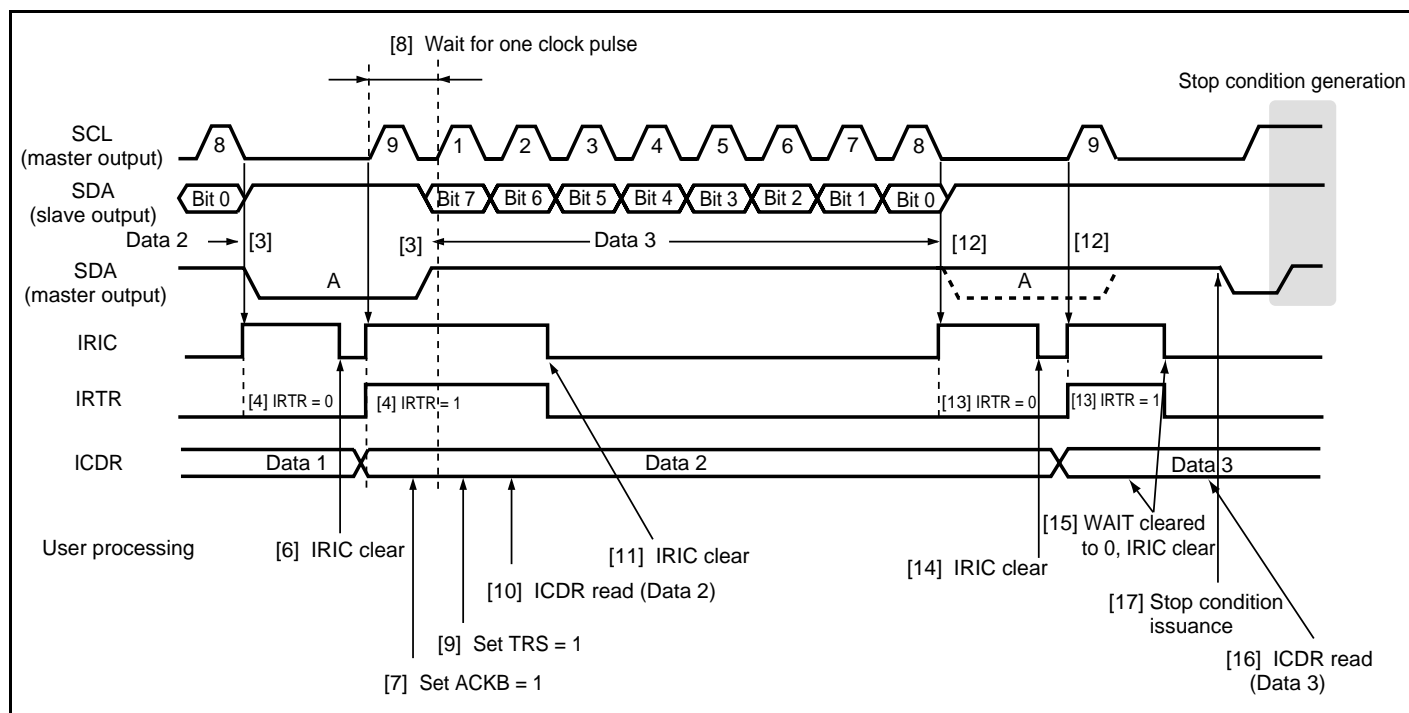 [8] Wait for one clock pulse
Stop condition generation
SCL
(master output)
8 9 1 2 3 4 5 6 7 8 9
SDA
(slave output)
Bit 0 Bit 7 Bit 6 Bit 5 Bit 4 Bit 3 Bit 2 Bit 1 Bit 0
Data 2 [3] [3] Data 3 [12] [12]
SDA
(master output)
A A
IRIC
IRTR
[4] IRTR = 0 [4] IRTR = 1 [13] IRTR = 0 [13] IRTR = 1
ICDR
Data 1 Data 2 Data 3
User processing
[6] IRIC clear
[11] IRIC clear
[14] IRIC clear
[15] WAIT cleared
to 0, IRIC clear
[10] ICDR read (Data 2)
[17] Stop condition
issuance
[9] Set TRS = 1
[16] ICDR read
(Data 3)
[7] Set ACKB = 1